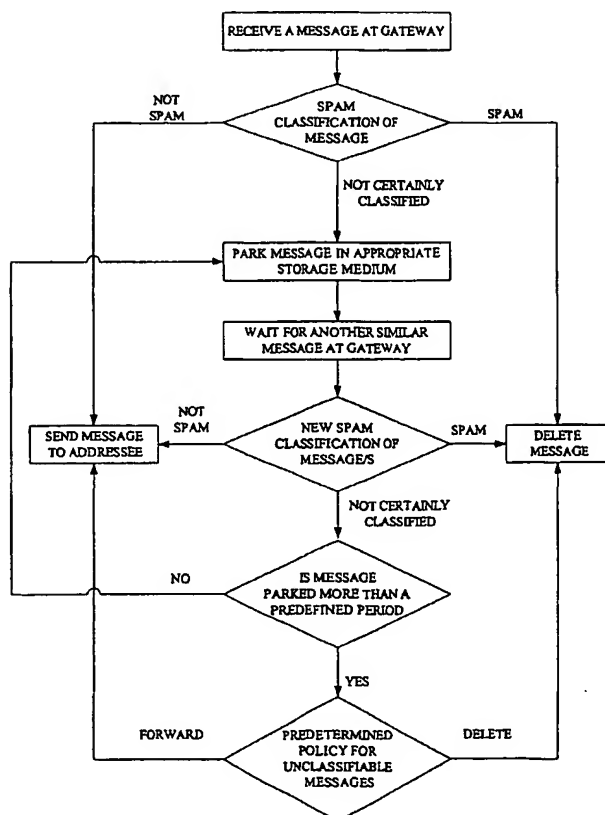 RECEIVE A MESSAGE AT GATEWAY
NOT
SPAM
SPAM
CLASSIFICATION OF
MESSAGE
SPAM
NOT CERTAINLY
CLASSIFIED
PARK MESSAGE IN APPROPRIATE
STORAGE MEDIUM
WAIT FOR ANOTHER SIMILAR
MESSAGE AT GATEWAY
SEND MESSAGE
TO ADDRESSEE
NOT
SPAM
NEW SPAM
CLASSIFICATION OF
MESSAGE/S
SPAM
DELETE
MESSAGE
NOT CERTAINLY
CLASSIFIED
NO
IS MESSAGE
PARKED MORE THAN A
PREDEFINED PERIOD
YES
FORWARD
PREDETERMINED
POLICY FOR
UNCLASSIFIABLE
MESSAGES
DELETE